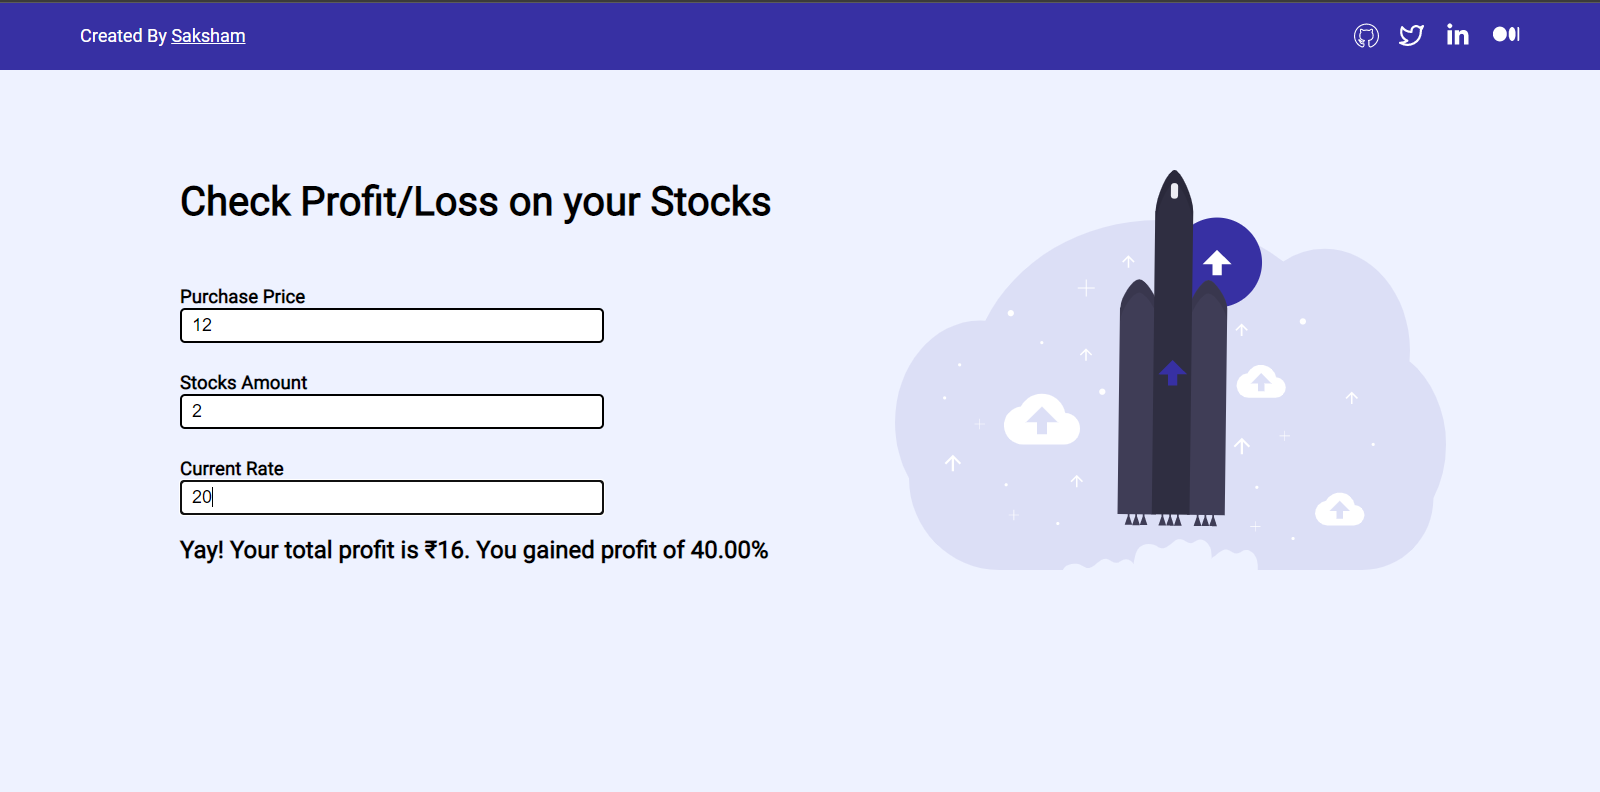 Created By Saksham
Check Profit/Loss on your Stocks
Purchase Price
12
Stocks Amount
2
Current Rate
20
Yay! Your total profit is ₹16. You gained profit of 40.00%